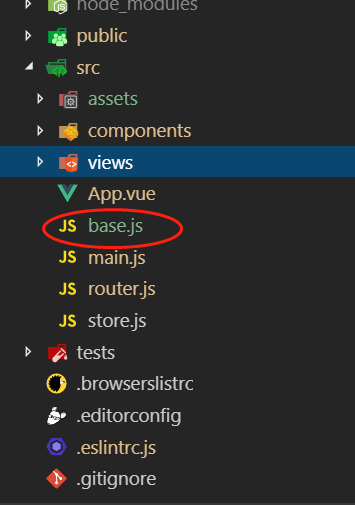 node_modules
public
src
assets
components
views
App.vue
JS base.js
JS main.js
JS router.js
JS store.js
tests
.browserslistrc
.editorconfig
.eslintrc.js
.gitignore